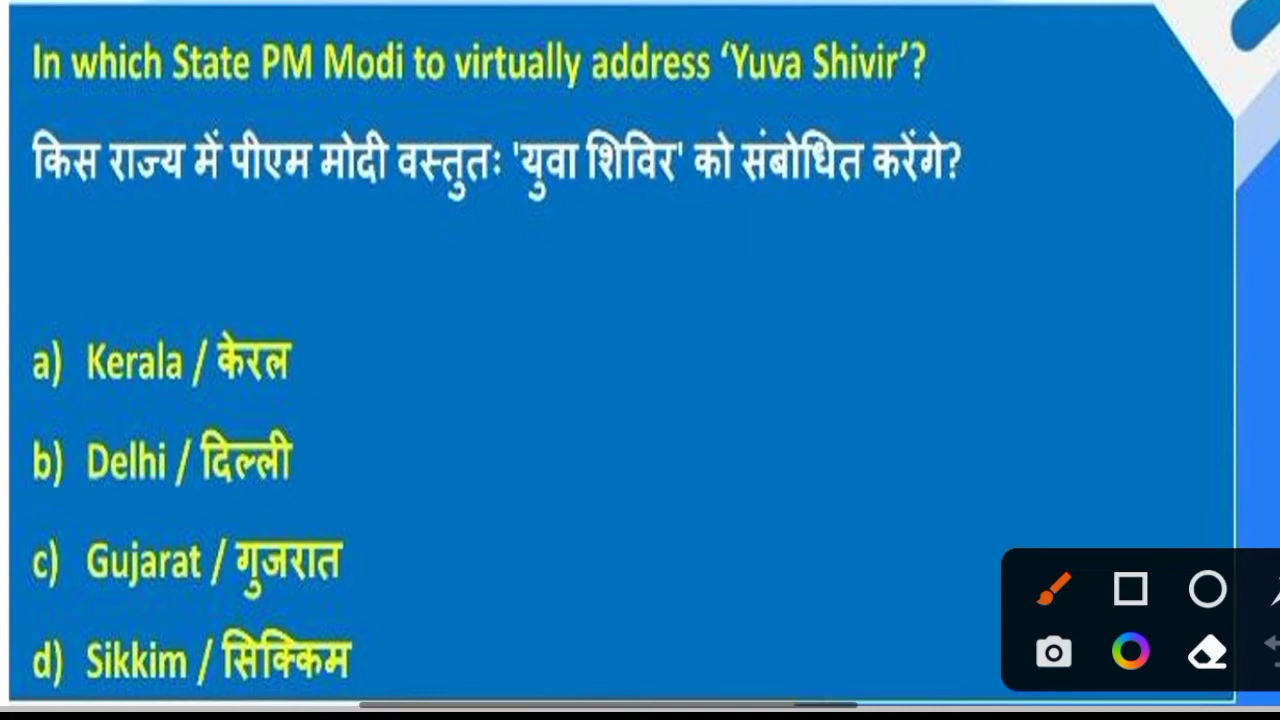 In which State PM Modi to virtually address ‘Yuva Shivir’?
किस राज्य में पीएम मोदी वस्तुतः 'युवा शिविर' को संबोधित करेंगे?
a) Kerala / केरल
b) Delhi / दिल्ली
c) Gujarat / गुजरात
d) Sikkim / सिक्किम